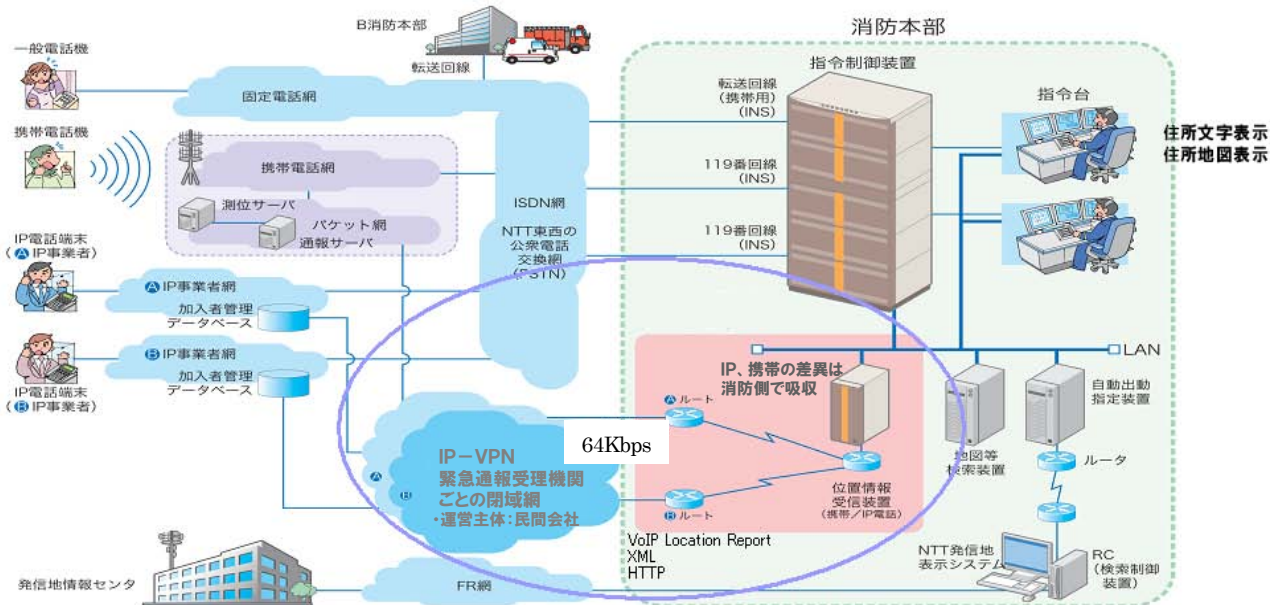 B消防本部
転送回線
一般電話機
固定電話網
携帯電話機
携帯電話網
測位サーバ
パケット網
通報サーバ
IP電話端末
(A IP事業者)
A IP事業者網
加入者管理
データベース
B IP事業者網
加入者管理
データベース
IP電話端末
(B IP事業者)
ISDN網
NTT東西の
公衆電話
交換網
(PSTN)
消防本部
指令制御装置
転送回線
(携帯用)
(INS)
119番回線
(INS)
119番回線
(INS)
指令台
住所文字表示
住所地図表示
LAN
IP、携帯の差異は
消防側で吸収
A ルート
64Kbps
B ルート
A
B
IP-VPN
緊急通報受理機関
ごとの閉域網
・運営主体:民間会社
位置情報
受信装置
(携帯/IP電話)
地図等
検索装置
自動出動
指定装置
ルータ
VoIP Location Report
XML
HTTP
NTT発信地
表示システム
RC
(検索制御
装置)
発信地情報センタ
FR網